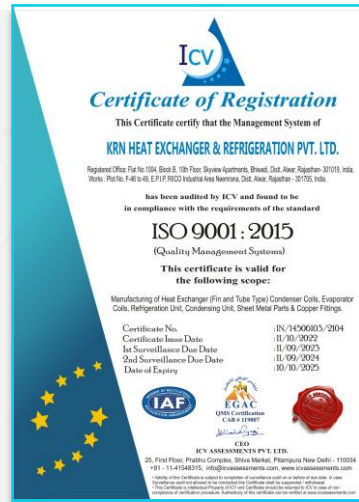 ICV
Certificate of Registration
This Certificate certify that the Management System of
KRN HEAT EXCHANGER & REFRIGERATION PVT. LTD.
Registered Office: Flat No.1004, Block B, 10th Floor, Skyview Apartments, Bhiwadi, Distt. Alwar, Rajasthan- 301019, India.
Works : Plot No. F-46 to 49, E.P.I.P, RIICO Industrial Area Neemrana, Distt. Alwar, Rajasthan - 301705, India.
has been audited by ICV and found to be
in compliance with the requirements of the standard
ISO 9001 : 2015
(Quality Management Systems)
This certificate is valid for
the following scope:
Manufacturing of Heat Exchanger (Fin and Tube Type) Condenser Coils, Evaporator
Coils, Refrigeration Unit, Condensing Unit, Sheet Metal Parts & Copper Fittings.
Certificate No. :IN/14506103/2104
Certificate Issue Date :11/10/2022
1st Surveillance Due Date :11/09/2023
2nd Surveillance Due Date :11/09/2024
Date of Expiry :10/10/2025
IAF
EGAC
QMS Certification
CAB # 119007
CEO
ICV ASSESSMENTS PVT. LTD.
25, First Floor, Prabhu Complex, Shiva Market, Pitampura New Delhi - 110034
+91 - 11-41548315, info@icvassessments.com, www.icvassessments.com